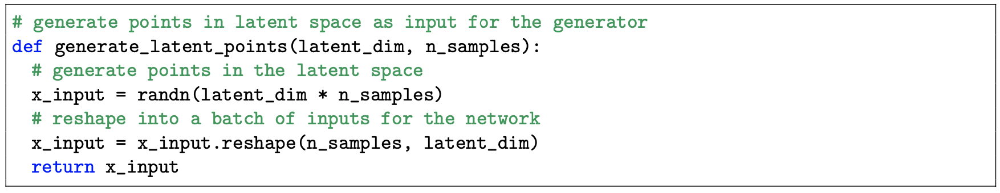 # generate points in latent space as input for the generator
def generate_latent_points(latent_dim, n_samples):
  # generate points in the latent space
  x_input = randn(latent_dim * n_samples)
  # reshape into a batch of inputs for the network
  x_input = x_input.reshape(n_samples, latent_dim)
  return x_input